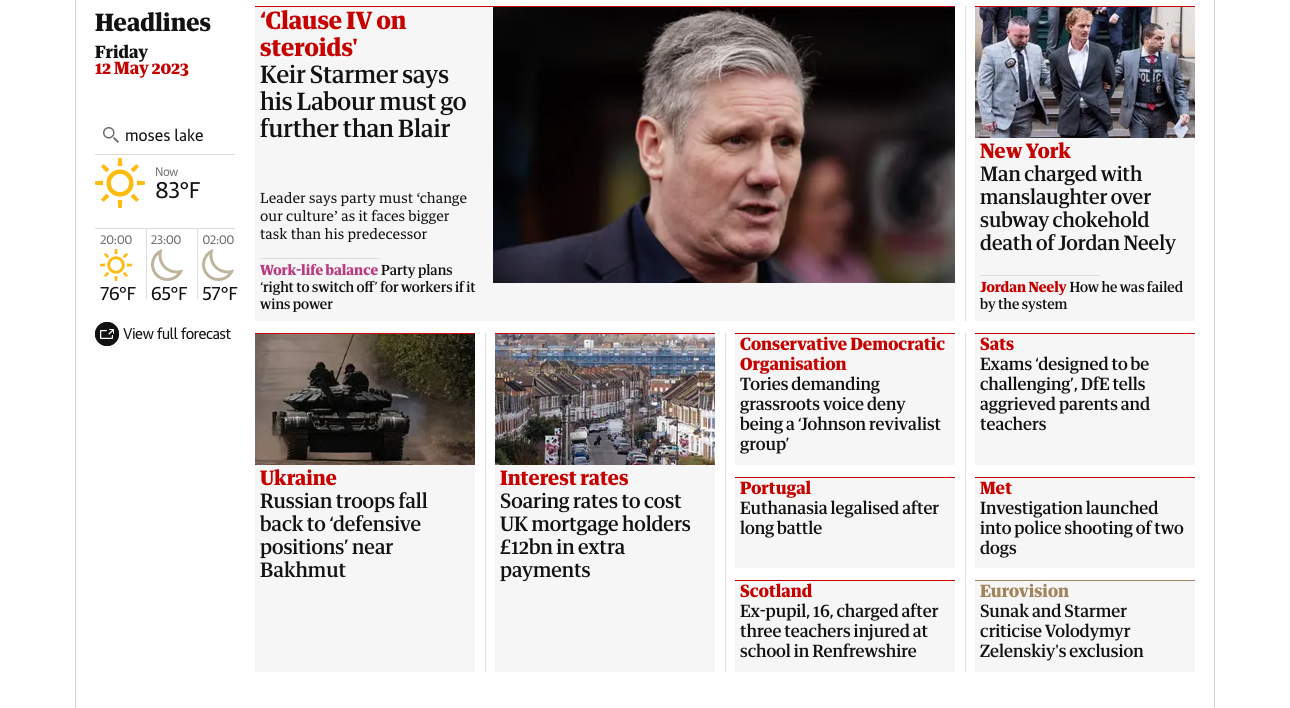 Headlines
Friday
12 May 2023
moses lake
Now
83°F
20:00
23:00
02:00
76°F
65°F
57°F
View full forecast
‘Clause IV on
steroids'
Keir Starmer says
his Labour must go
further than Blair
Leader says party must ‘change
our culture’ as it faces bigger
task than his predecessor
Work-life balance Party plans
‘right to switch off’ for workers if it
wins power
POLICE
New York
Man charged with
manslaughter over
subway chokehold
death of Jordan Neely
Jordan Neely How he was failed
by the system
Ukraine
Russian troops fall
back to ‘defensive
positions’ near
Bakhmut
Interest rates
Soaring rates to cost
UK mortgage holders
£12bn in extra
payments
Conservative Democratic
Organisation
Tories demanding
grassroots voice deny
being a ‘Johnson revivalist
group’
Portugal
Euthanasia legalised after
long battle
Scotland
Ex-pupil, 16, charged after
three teachers injured at
school in Renfrewshire
Sats
Exams ‘designed to be
challenging’, DfE tells
aggrieved parents and
teachers
Met
Investigation launched
into police shooting of two
dogs
Eurovision
Sunak and Starmer
criticise Volodymyr
Zelenskiy's exclusion